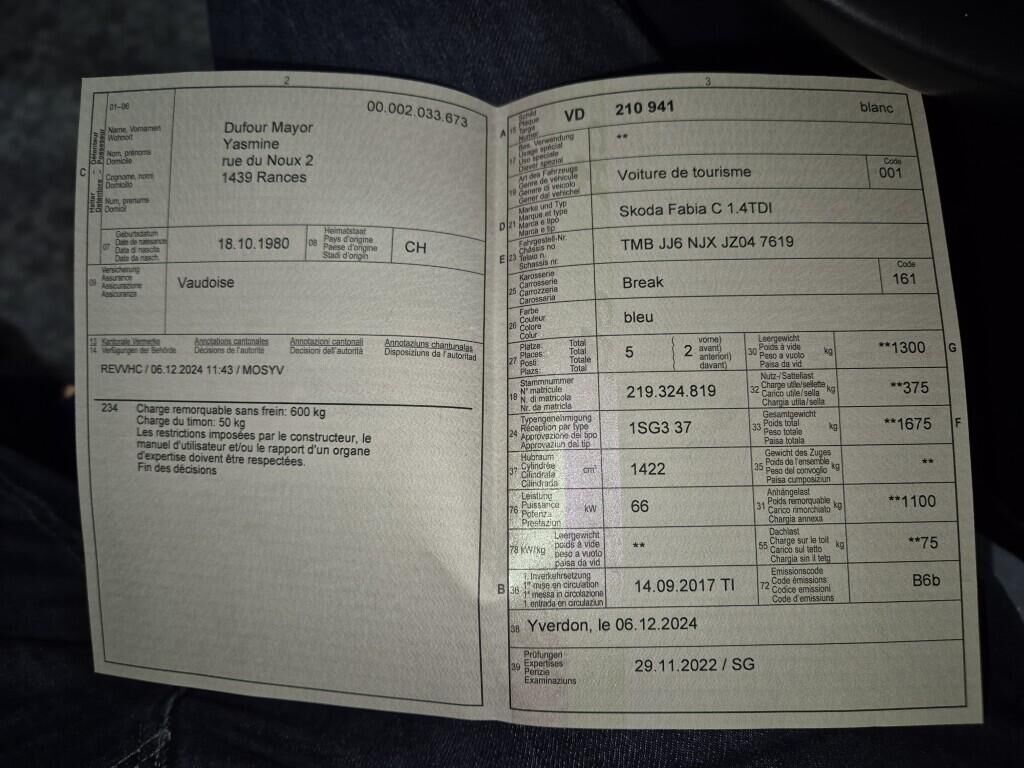 2
01–06
00.002.033.673
C
Halter - Détenteur
Detentore - Possessur
Name, Vornamen
Wohnort
Nom, prénoms
Domicile
Cognome, nomi
Domicilio
Num, prenums
Domicil
Dufour Mayor
Yasmine
rue du Noux 2
1439 Rances
07
Geburtsdatum
Date de naissance
Data di nascita
Data da nasch.
18.10.1980
08
Heimatstaat
Pays d'origine
Paese d'origine
Stadi d'origin
CH
09
Versicherung
Assurance
Assicurazione
Assicuranza
Vaudoise
13 Kantonale Vermerke Annotations cantonales Annotazioni cantonali Annotaziuns chantunalas
14 Verfügungen der Behörde Décisions de l'autorité Decisioni dell'autorità Disposiziuns da l'autoritad
REVVHC / 06.12.2024 11:43 / MOSYV
234 Charge remorquable sans frein: 600 kg
Charge du timon: 50 kg
Les restrictions imposées par le constructeur, le
manuel d'utilisateur et/ou le rapport d'un organe
d'expertise doivent être respectées.
Fin des décisions
3
A 15
Schild
Plaque
Targa
Numer
VD 210 941 blanc
17
Bes. Verwendung
Usage spécial
Uso speciale
Diever spezial
**
19
Art des Fahrzeugs
Genre de véhicule
Genere di veicolo
Gener dal vehichel
Voiture de tourisme
Code
001
D 21
Marke und Typ
Marque et type
Marca e tipo
Marca e tip
Skoda Fabia C 1.4TDI
E 23
Fahrgestell-Nr.
Châssis no
Telaio n.
Schassis nr.
TMB JJ6 NJX JZ04 7619
25
Karosserie
Carrosserie
Carrozzeria
Carossaria
Break
Code
161
26
Farbe
Couleur
Colore
Colur
bleu
27
Plätze: Total
Places: Total
Posti: Totale
Plazs: Total
5
2
vorne)
avant)
anteriori)
davant)
30
Leergewicht
Poids à vide
Peso a vuoto
Paisa da vid
kg
**1300
G
18
Stammnummer
N° matricule
N. di matricola
Nr. da matricla
219.324.819
32
Nutz-/Sattellast
Charge utile/sellette
Carico utile/sella
Chargia utila/sella
kg
**375
24
Typengenehmigung
Réception par type
Approvazione del tipo
Approvaziun dal tip
1SG3 37
33
Gesamtgewicht
Poids total
Peso totale
Paisa totala
kg
**1675
F
37
Hubraum
Cylindrée
Cilindrata
Cilindrada
cm³
1422
35
Gewicht des Zuges
Poids de l'ensemble
Peso del convoglio
Paisa cumposiziun
kg
**
76
Leistung
Puissance
Potenza
Prestaziun
kW
66
31
Anhängelast
Poids remorquable
Carico rimorchiato
Chargia annexa
kg
**1100
78 kW/kg
Leergewicht
poids à vide
peso a vuoto
paisa da vid
**
55
Dachlast
Charge sur le toit
Carico sul tetto
Chargia sin il tetg
kg
**75
B 36
1. Inverkehrsetzung
1re mise en circulation
1a messa in circolazione
1. entrada en circulaziun
14.09.2017 TI
72
Emissionscode
Code émissions
Codice emissioni
Code d'emissiuns
B6b
38 Yverdon, le 06.12.2024
39
Prüfungen
Expertises
Perizie
Examinaziuns
29.11.2022 / SG